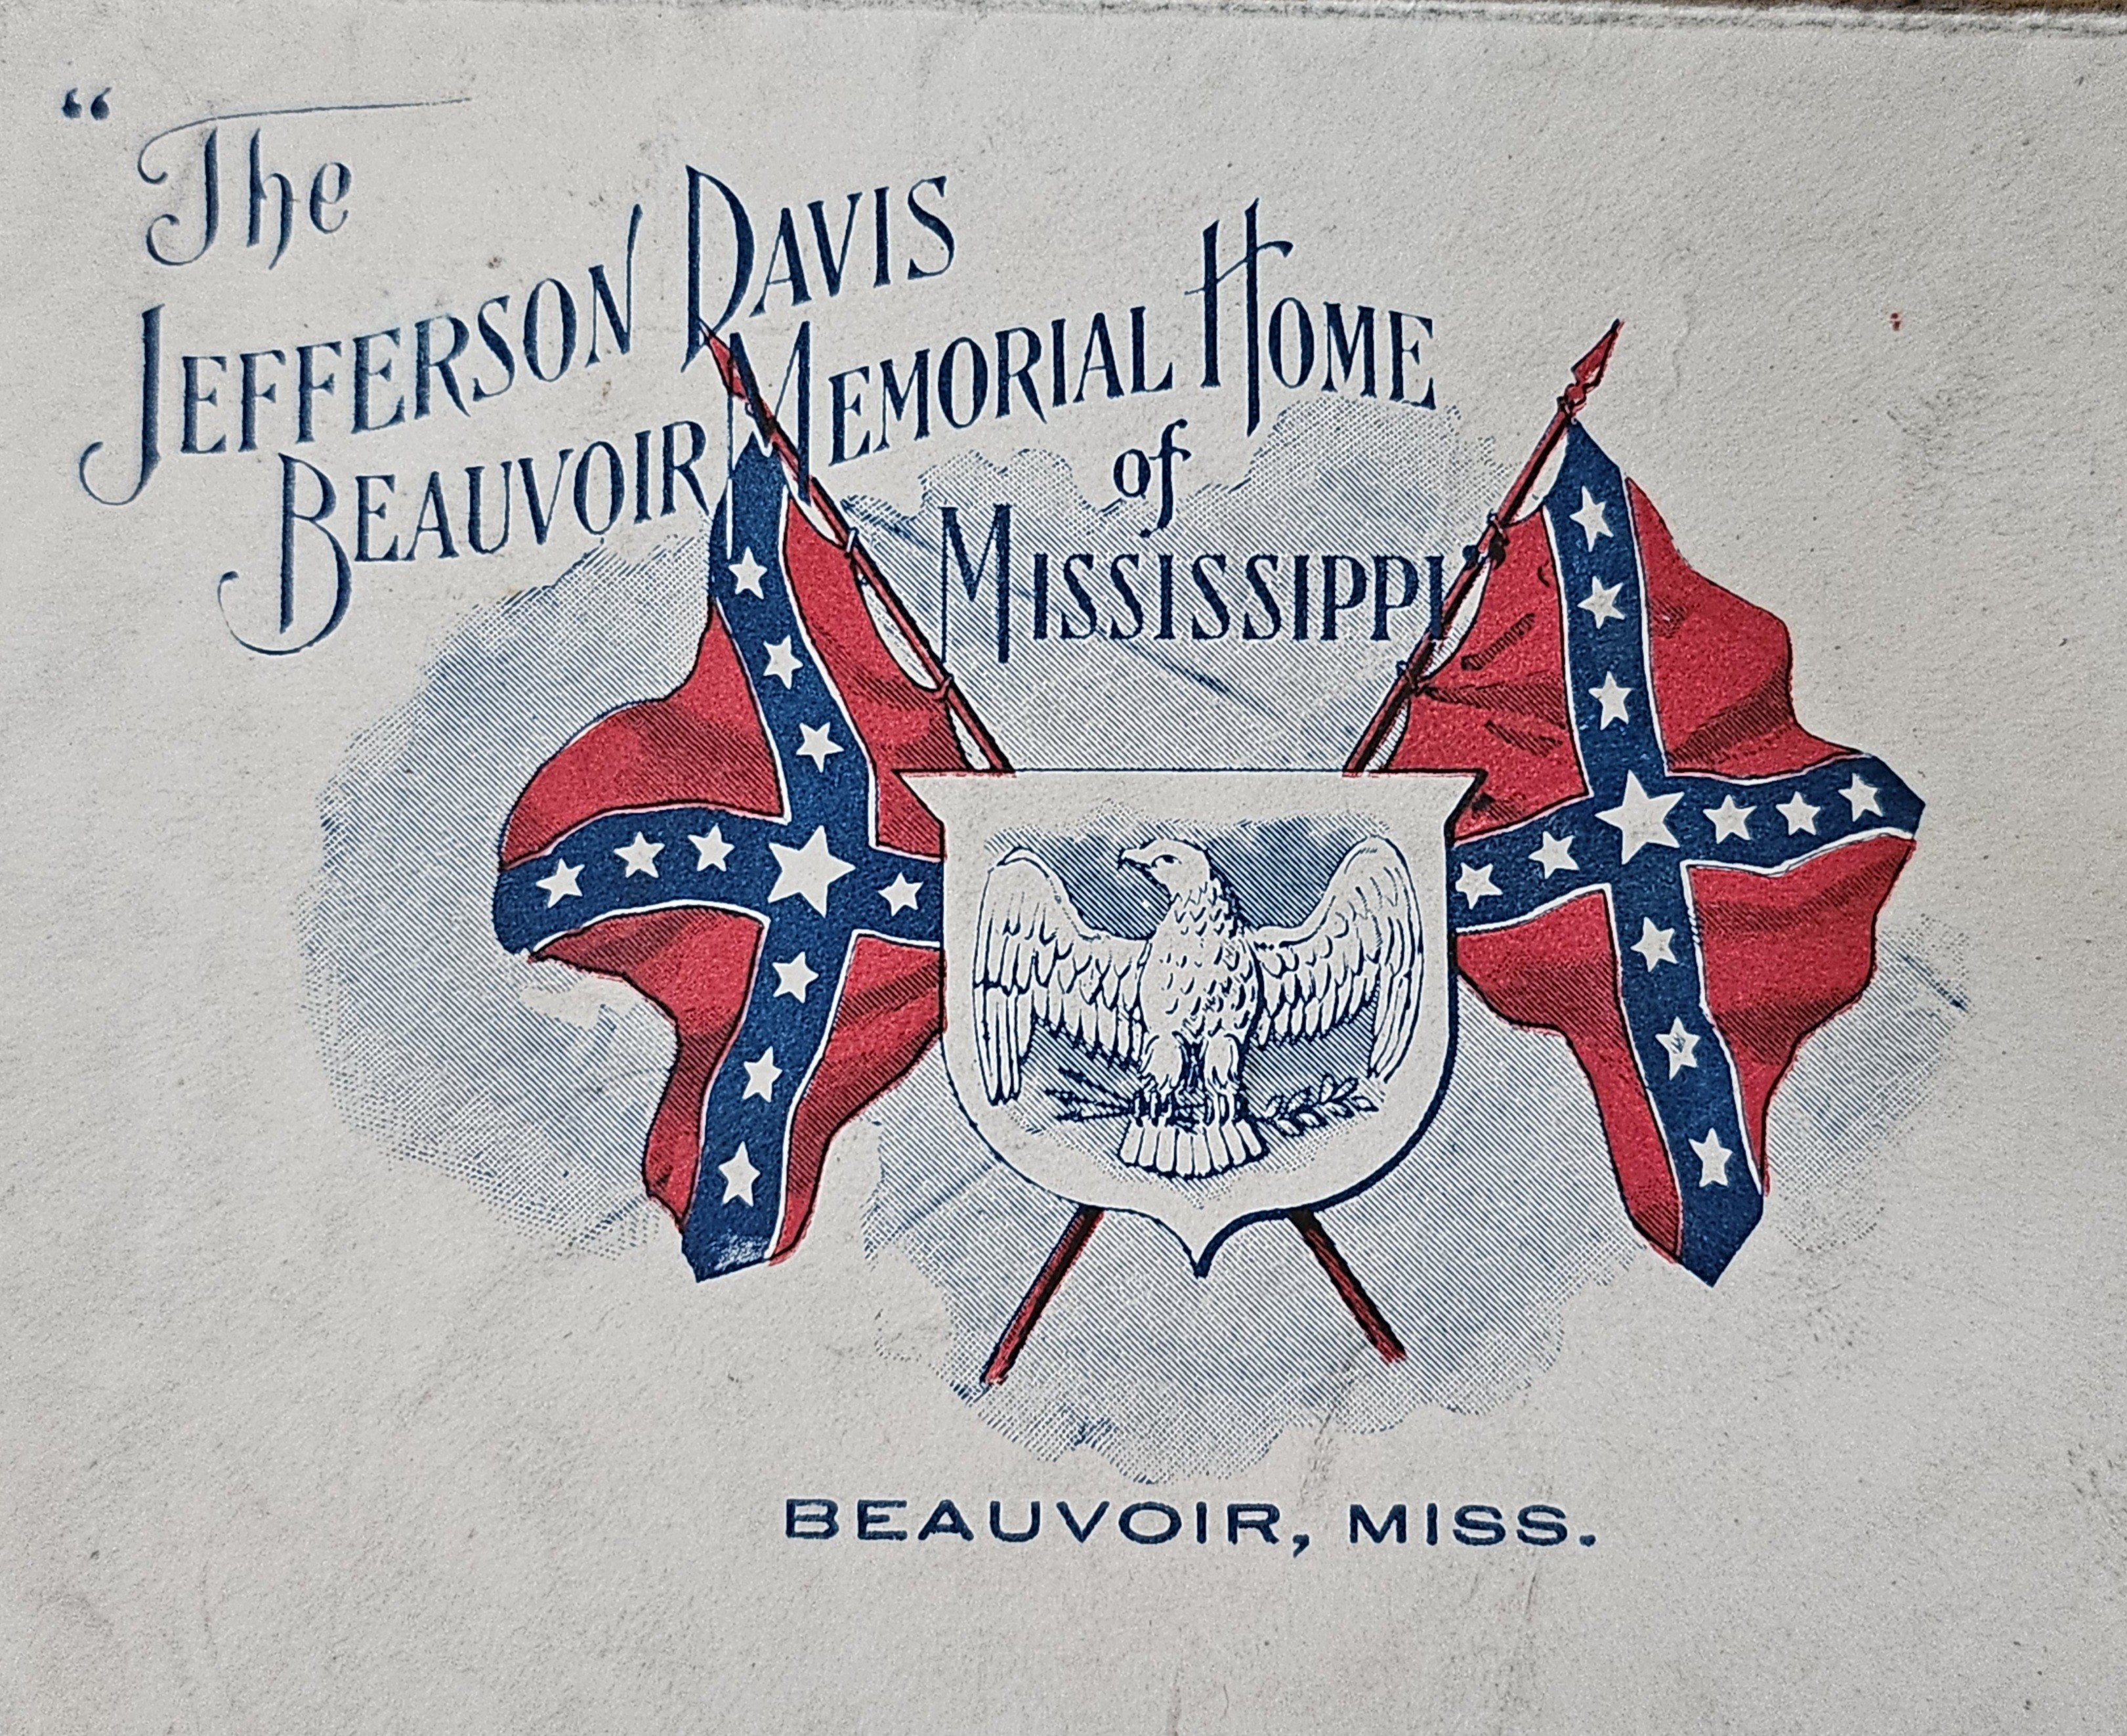 “The
JEFFERSON DAVIS
BEAUVOIR MEMORIAL HOME
of
MISSISSIPPI
BEAUVOIR, MISS.